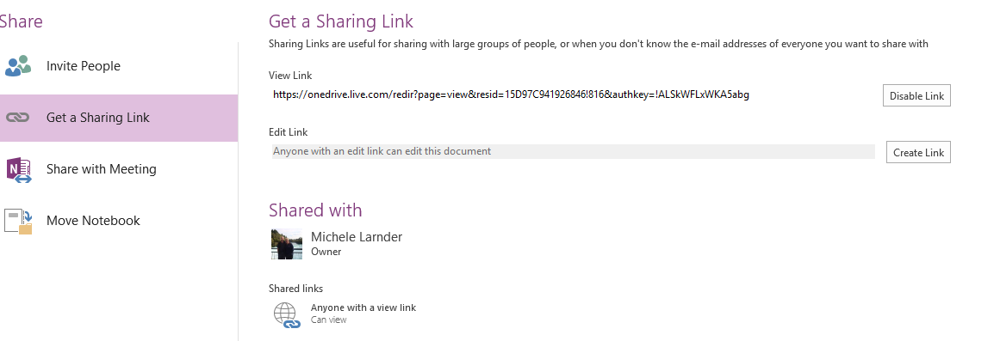 Share
Invite People
Get a Sharing Link
Share with Meeting
Move Notebook
Get a Sharing Link
Sharing Links are useful for sharing with large groups of people, or when you don't know the e-mail addresses of everyone you want to share with
View Link
https://onedrive.live.com/redir?page=view&resid=15D97C941926846!816&authkey=!ALSkWFLxWKA5abg
Disable Link
Edit Link
Anyone with an edit link can edit this document
Create Link
Shared with
Michele Larnder
Owner
Shared links
Anyone with a view link
Can view